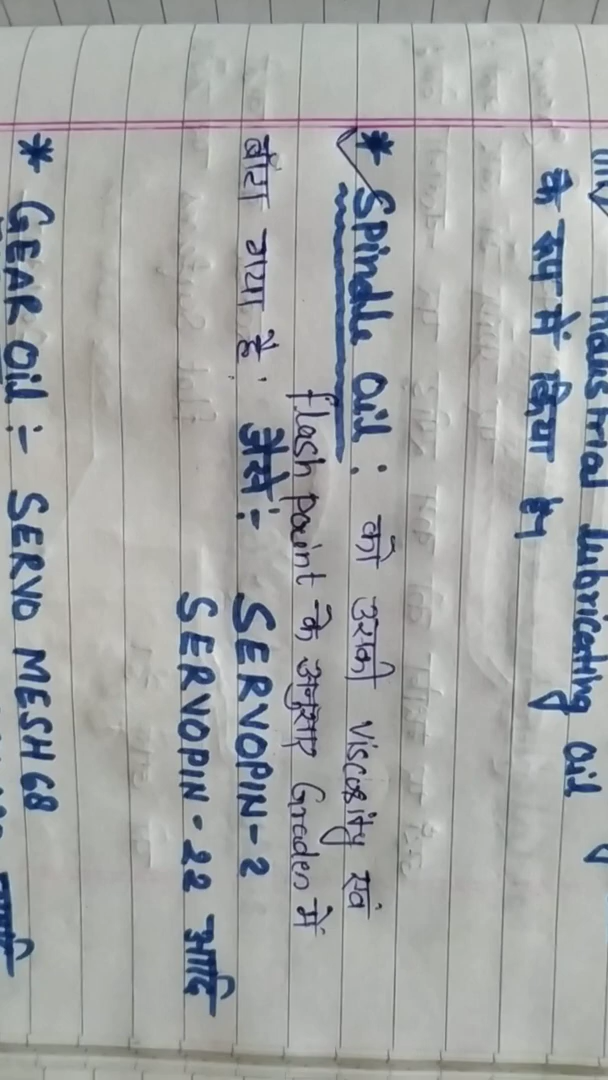 Industrial Lubricating oil
के रूप में किया है।
* Spindle Oil : को उसकी viscosity एवं
flash point के अनुसार Grades में
बाँटा गया है: जैसे:- SERVOPIN-2
SERVOPIN-22 आदि
* GEAR Oil :- SERVO MESH 68